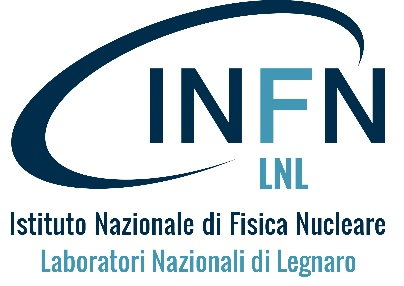 INFN
LNL
Istituto Nazionale di Fisica Nucleare
Laboratori Nazionali di Legnaro